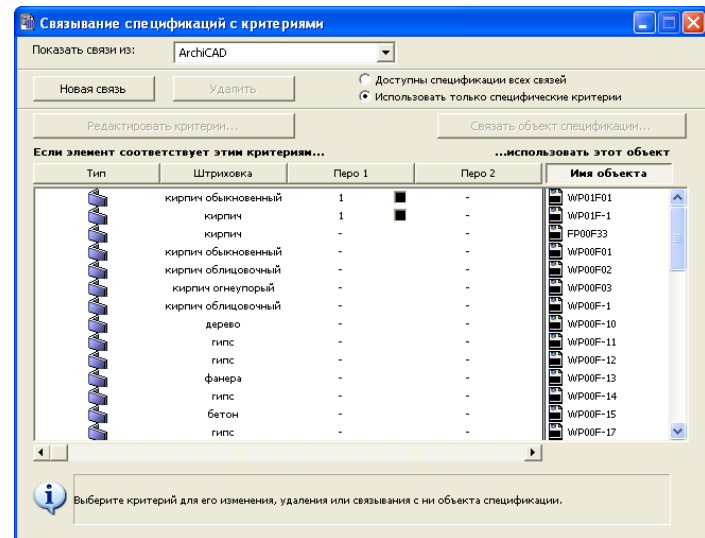 Связывание спецификаций с критериями
Показать связи из: ArchiCAD
Новая связь Удалить
Доступны спецификации всех связей
Использовать только специфические критерии
Редактировать критерии... Связать объект спецификации...
Если элемент соответствует этим критериям... ...использовать этот объект
Тип Штриховка Перо 1 Перо 2 Имя объекта
кирпич обыкновенный 1 - WP01F01
кирпич 1 - WP01F-1
кирпич - - FP00F33
кирпич обыкновенный - - WP00F01
кирпич облицовочный - - WP00F02
кирпич огнеупорый - - WP00F03
кирпич облицовочный - - WP00F-1
дерево - - WP00F-10
гипс - - WP00F-11
гипс - - WP00F-12
фанера - - WP00F-13
гипс - - WP00F-14
бетон - - WP00F-15
гипс - - WP00F-17
Выберите критерий для его изменения, удаления или связывания с ни объекта спецификации.